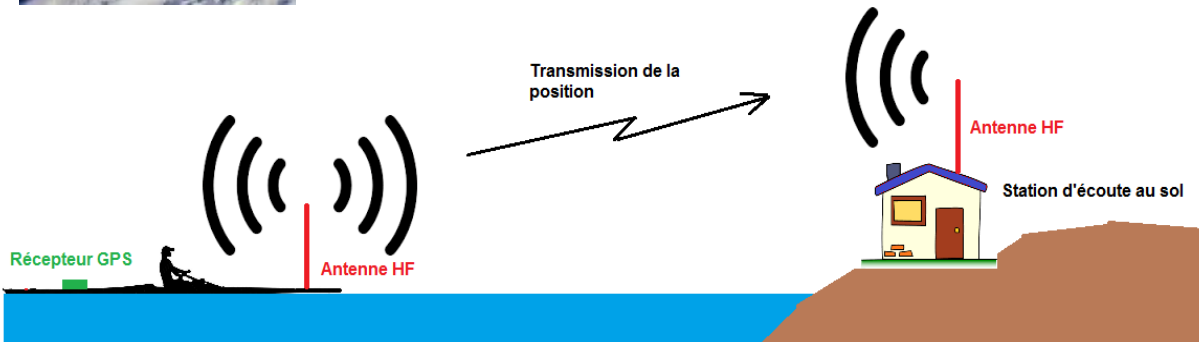 Transmission de la
position
Antenne HF
Station d'écoute au sol
Récepteur GPS
Antenne HF